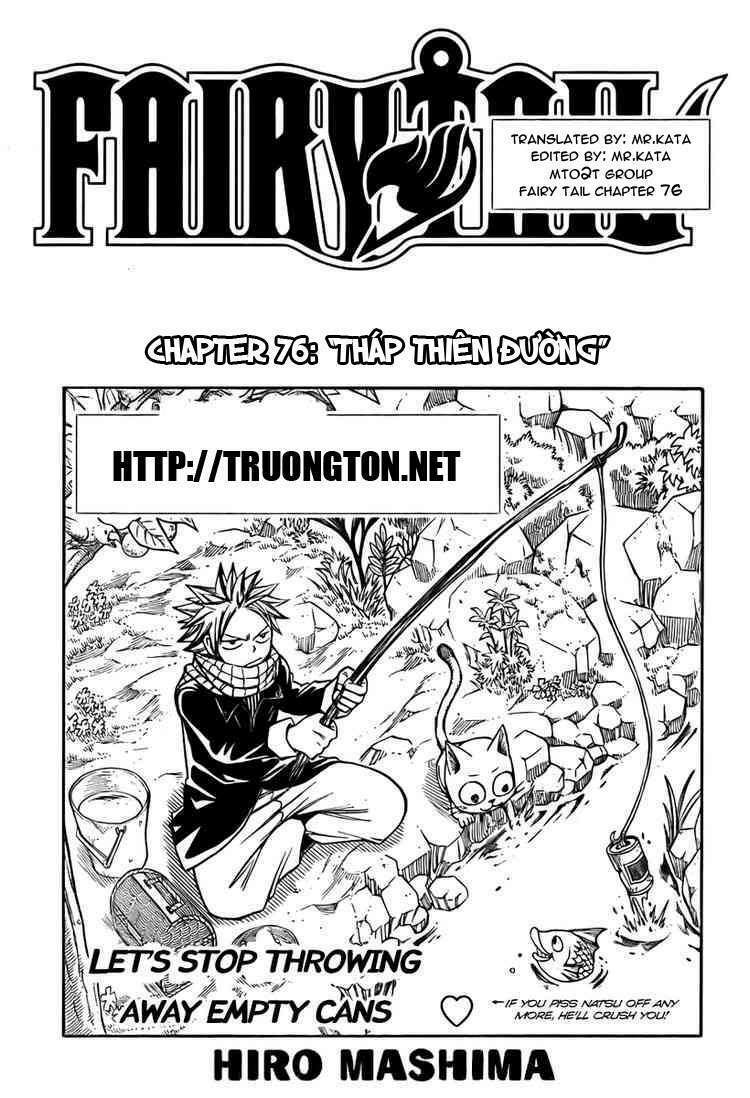 FAIRY TAIL
TRANSLATED BY: MR.KATA
EDITED BY: MR.KATA
MTO2T GROUP
FAIRY TAIL CHAPTER 76
CHAPTER 76: "THÁP THIÊN ĐƯỜNG"
HTTP://TRUONGTON.NET
LET'S STOP THROWING
AWAY EMPTY CANS ♡
←IF YOU PISS NATSU OFF ANY
MORE, HE'LL CRUSH YOU!
HIRO MASHIMA